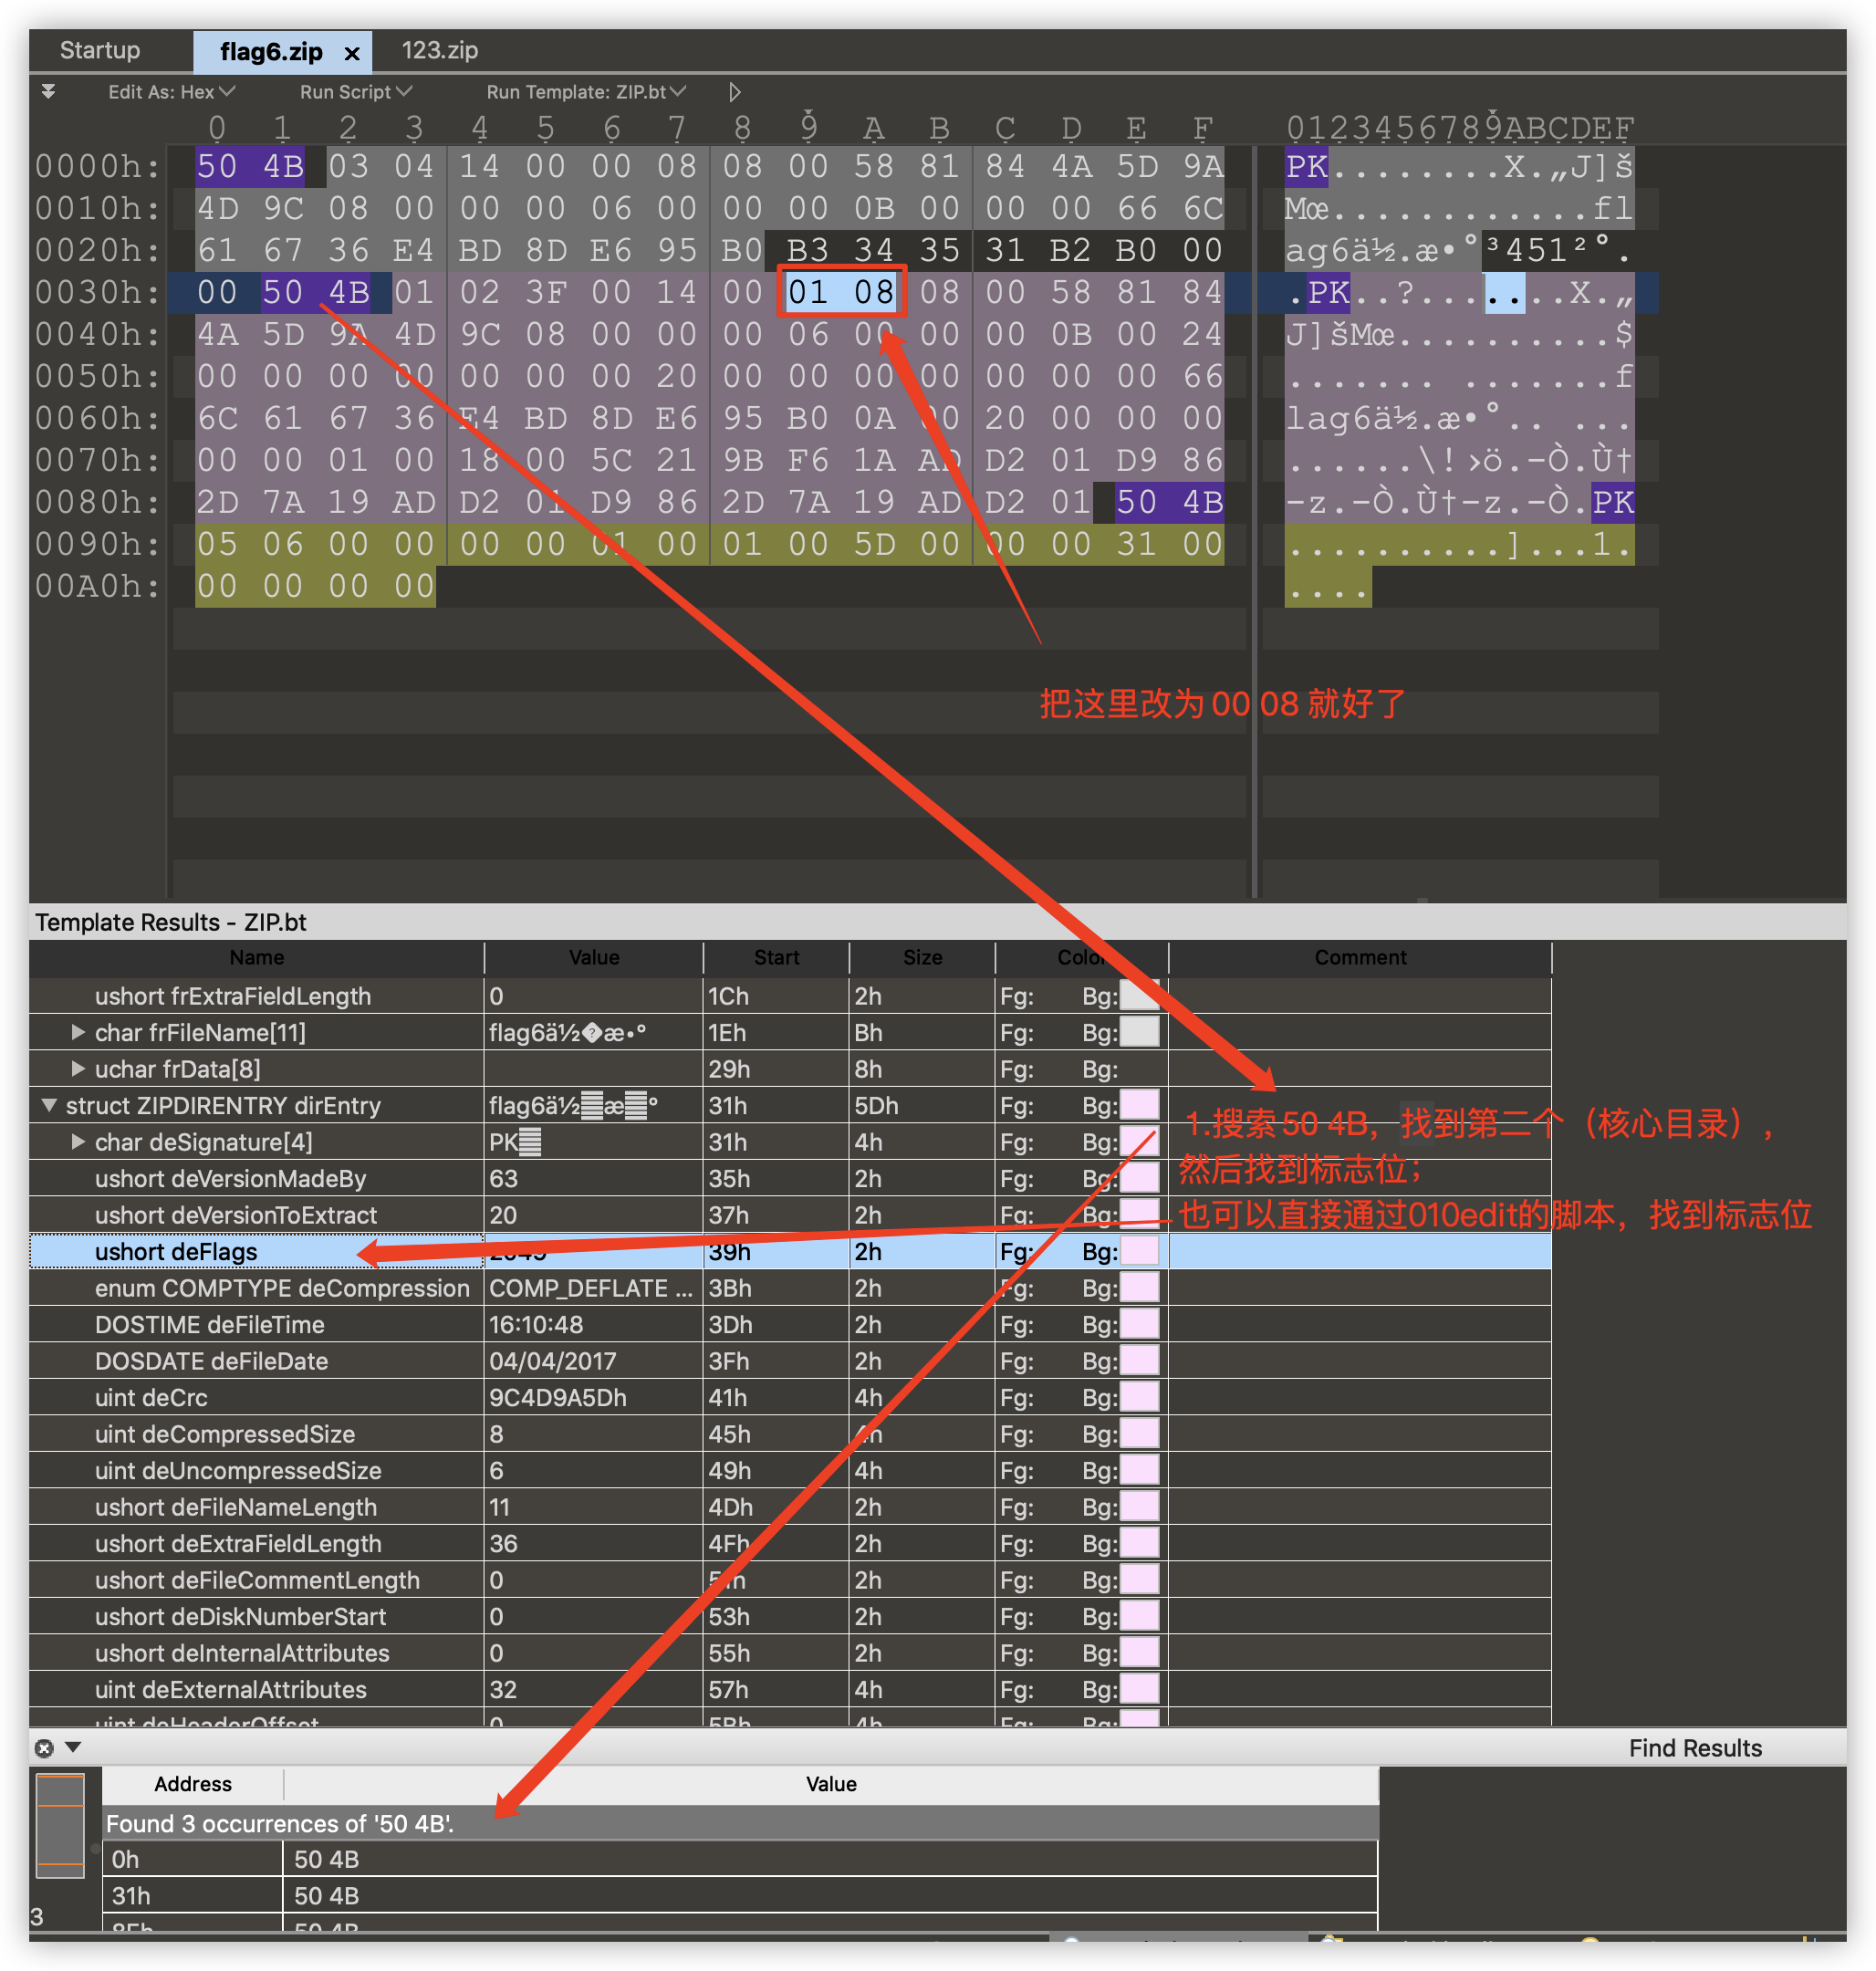 Startup flag6.zip × 123.zip
Edit As: Hex Run Script Run Template: ZIP.bt
0 1 2 3 4 5 6 7 8 9 A B C D E F 0123456789ABCDEF
0000h: 50 4B 03 04 14 00 00 08 08 00 58 81 84 4A 5D 9A PK........X.„J]š
0010h: 4D 9C 08 00 00 00 06 00 00 00 0B 00 00 00 66 6C Mœ............fl
0020h: 61 67 36 E4 BD 8D E6 95 B0 B3 34 35 31 B2 B0 00 ag6ä½.æ•°³451²°.
0030h: 00 50 4B 01 02 3F 00 14 00 01 08 08 00 58 81 84 .PK..?.......X.„
0040h: 4A 5D 9A 4D 9C 08 00 00 00 06 00 00 00 0B 00 24 J]šMœ..........$
0050h: 00 00 00 00 00 00 00 20 00 00 00 00 00 00 00 66 ....... .......f
0060h: 6C 61 67 36 E4 BD 8D E6 95 B0 0A 00 20 00 00 00 lag6ä½.æ•°.. ...
0070h: 00 00 01 00 18 00 5C 21 9B F6 1A AD D2 01 D9 86 ......\!›ö.-Ò.Ù†
0080h: 2D 7A 19 AD D2 01 D9 86 2D 7A 19 AD D2 01 50 4B -z.-Ò.Ù†-z.-Ò.PK
0090h: 05 06 00 00 00 00 01 00 01 00 5D 00 00 00 31 00 ..........]...1.
00A0h: 00 00 00 00 ....
把这里改为00 08 就好了
Template Results - ZIP.bt
Name Value Start Size Color Comment
ushort frExtraFieldLength 0 1Ch 2h Fg: Bg:
char frFileName[11] flag6ä½�æ•° 1Eh Bh Fg: Bg:
uchar frData[8] 29h 8h Fg: Bg:
struct ZIPDIRENTRY dirEntry flag6ä½æ° 31h 5Dh Fg: Bg:
char deSignature[4] PK 31h 4h Fg: Bg:
ushort deVersionMadeBy 63 35h 2h Fg: Bg:
ushort deVersionToExtract 20 37h 2h Fg: Bg:
ushort deFlags 2049 39h 2h Fg: Bg:
enum COMPTYPE deCompression COMP_DEFLATE ... 3Bh 2h Fg: Bg:
DOSTIME deFileTime 16:10:48 3Dh 2h Fg: Bg:
DOSDATE deFileDate 04/04/2017 3Fh 2h Fg: Bg:
uint deCrc 9C4D9A5Dh 41h 4h Fg: Bg:
uint deCompressedSize 8 45h 4h Fg: Bg:
uint deUncompressedSize 6 49h 4h Fg: Bg:
ushort deFileNameLength 11 4Dh 2h Fg: Bg:
ushort deExtraFieldLength 36 4Fh 2h Fg: Bg:
ushort deFileCommentLength 0 51h 2h Fg: Bg:
ushort deDiskNumberStart 0 53h 2h Fg: Bg:
ushort deInternalAttributes 0 55h 2h Fg: Bg:
uint deExternalAttributes 32 57h 4h Fg: Bg:
uint deHeaderOffset 0 5Bh 4h Fg: Bg:
1.搜索50 4B，找到第二个（核心目录），
然后找到标志位；
也可以直接通过010edit的脚本，找到标志位
Find Results
Address Value
Found 3 occurrences of '50 4B'.
0h 50 4B
31h 50 4B
8Eh 50 4B
3